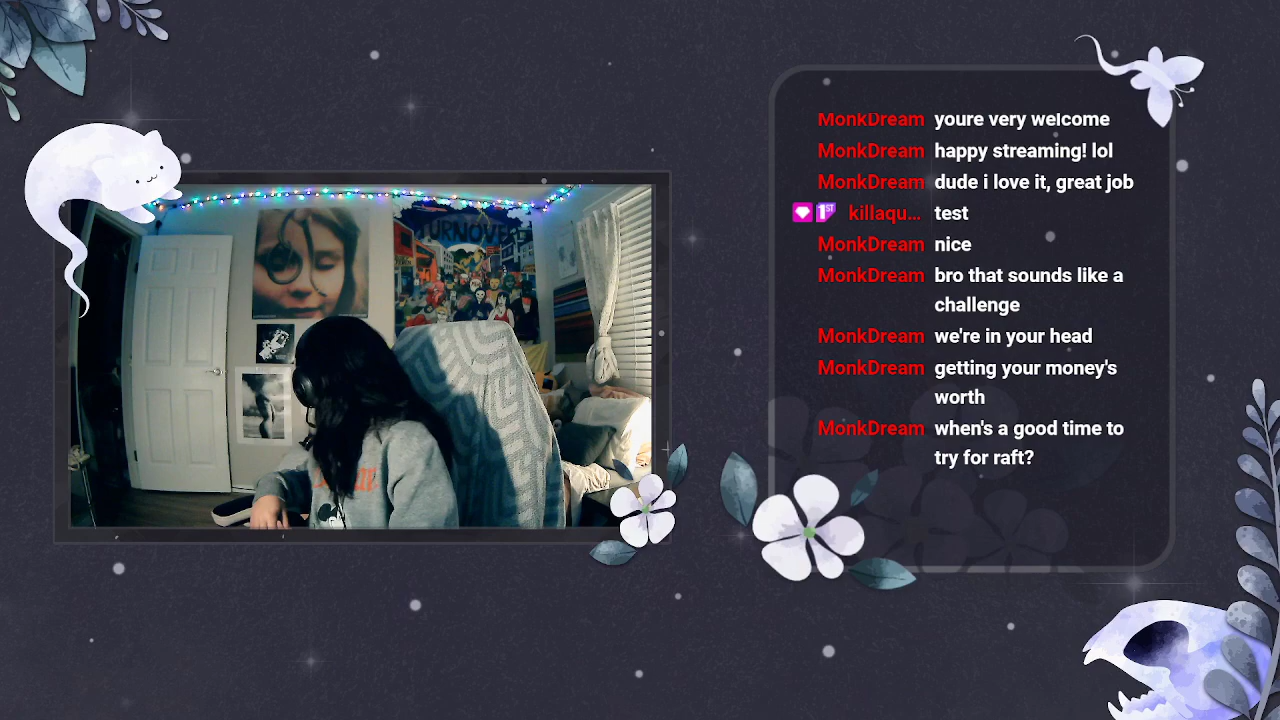 TURNOVER
MonkDream youre very welcome
MonkDream happy streaming! lol
MonkDream dude i love it, great job
1ST killaqu... test
MonkDream nice
MonkDream bro that sounds like a
challenge
MonkDream we're in your head
MonkDream getting your money's
worth
MonkDream when's a good time to
try for raft?